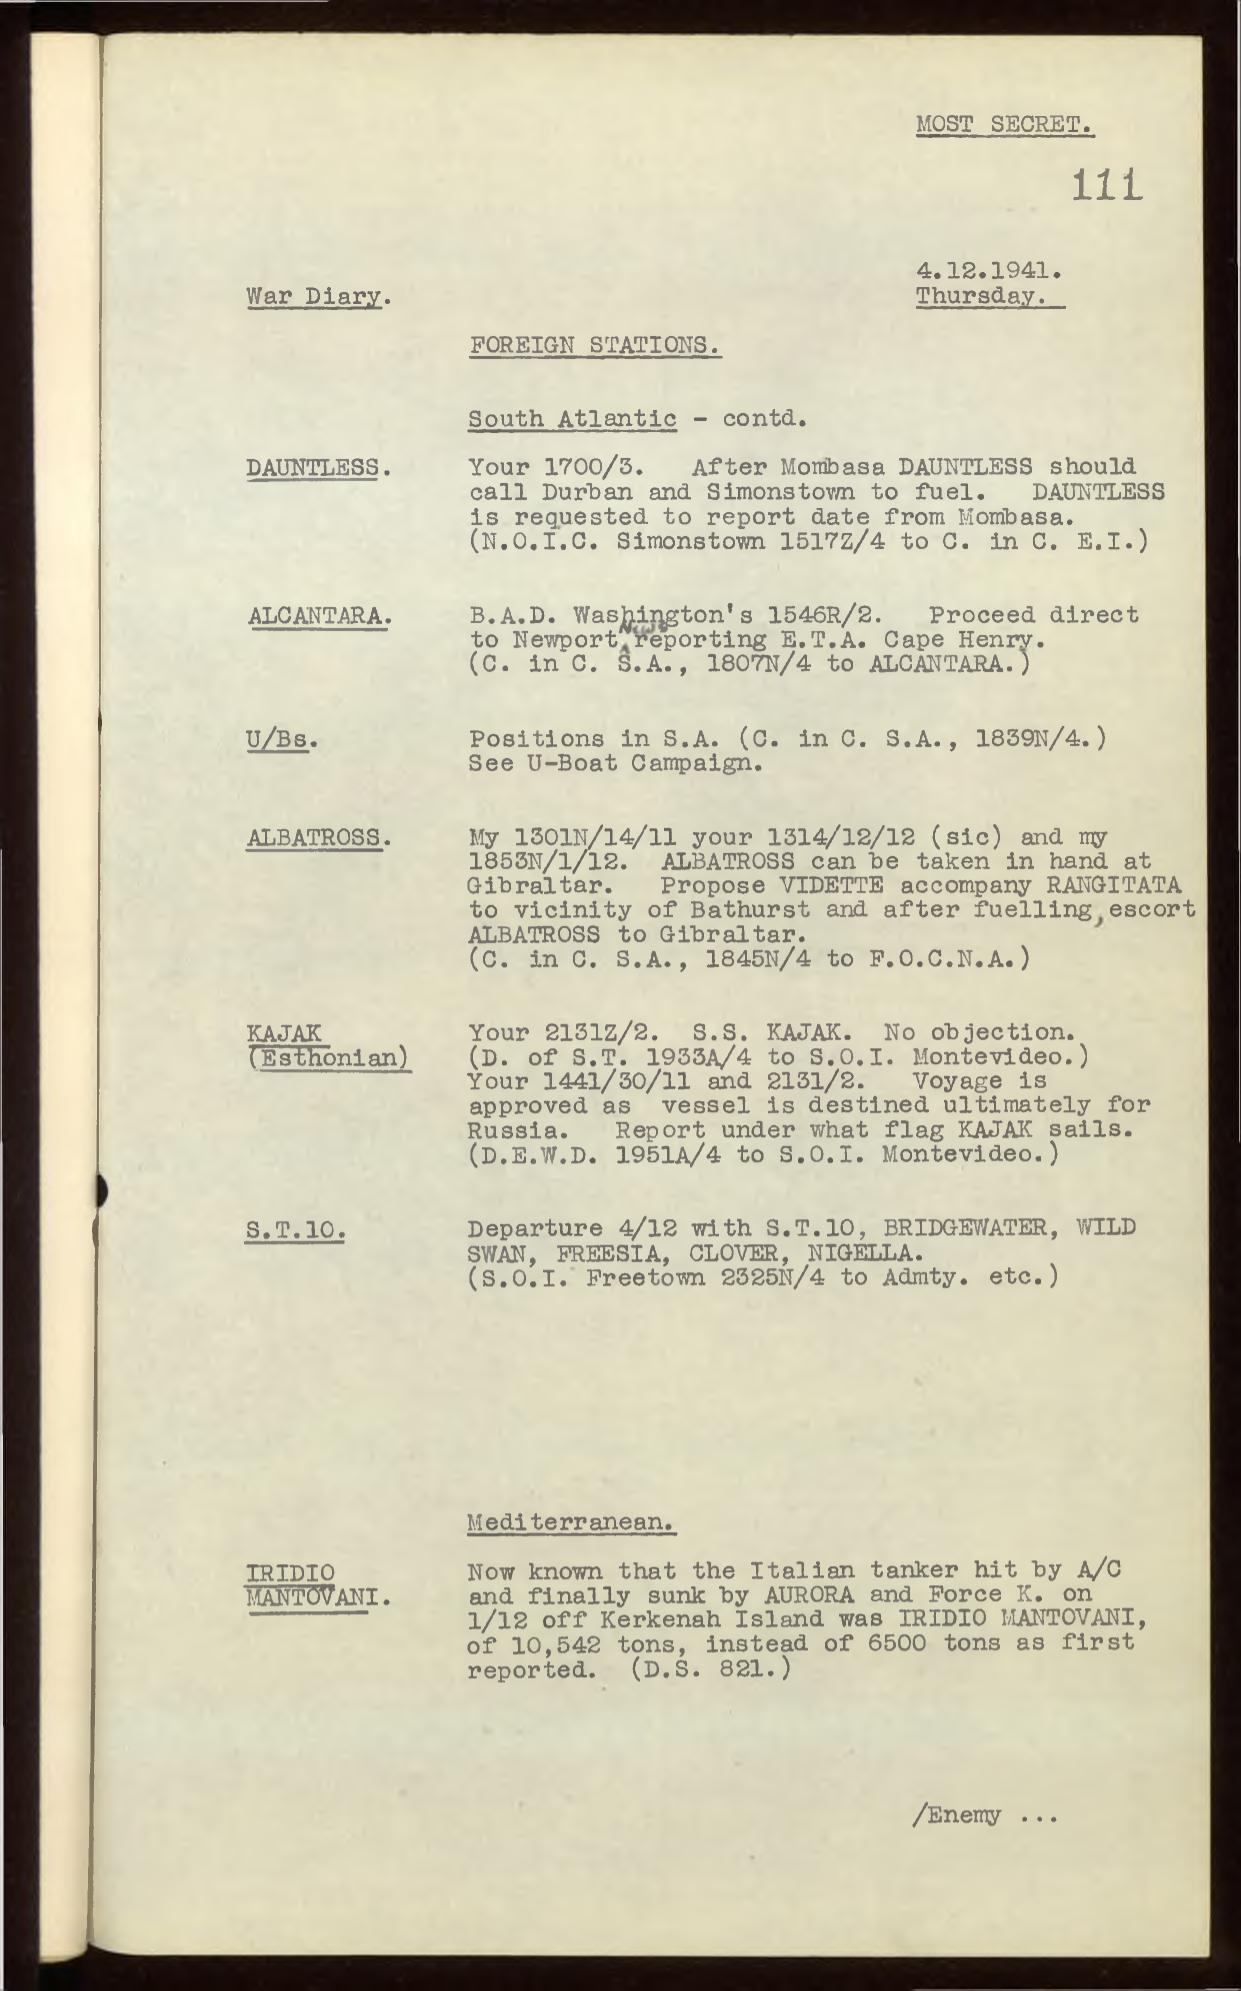 MOST SECRET.
111
4.12.1941.
War Diary.
Thursday.
FOREIGN STATIONS.
South Atlantic - contd.
DAUNTLESS. Your 1700/3. After Mombasa DAUNTLESS should
call Durban and Simonstown to fuel. DAUNTLESS
is requested to report date from Mombasa.
(N.O.I.C. Simonstown 1517Z/4 to C. in C. E.I.)
ALCANTARA. B.A.D. Washington's 1546R/2. Proceed direct
to Newport News reporting E.T.A. Cape Henry.
(C. in C. S.A., 1807N/4 to ALCANTARA.)
U/Bs. Positions in S.A. (C. in C. S.A., 1839N/4.)
See U-Boat Campaign.
ALBATROSS. My 1301N/14/11 your 1314/12/12 (sic) and my
1853N/1/12. ALBATROSS can be taken in hand at
Gibraltar. Propose VIDETTE accompany RANGITATA
to vicinity of Bathurst and after fuelling, escort
ALBATROSS to Gibraltar.
(C. in C. S.A., 1845N/4 to F.O.C.N.A.)
KAJAK Your 2131Z/2. S.S. KAJAK. No objection.
(Esthonian) (D. of S.T. 1933A/4 to S.O.I. Montevideo.)
Your 1441/30/11 and 2131/2. Voyage is
approved as vessel is destined ultimately for
Russia. Report under what flag KAJAK sails.
(D.E.W.D. 1951A/4 to S.O.I. Montevideo.)
S.T.10. Departure 4/12 with S.T.10, BRIDGEWATER, WILD
SWAN, FREESIA, CLOVER, NIGELLA.
(S.O.I. Freetown 2325N/4 to Admty. etc.)
Mediterranean.
IRIDIO Now known that the Italian tanker hit by A/C
MANTOVANI. and finally sunk by AURORA and Force K. on
1/12 off Kerkenah Island was IRIDIO MANTOVANI,
of 10,542 tons, instead of 6500 tons as first
reported. (D.S. 821.)
/Enemy ...